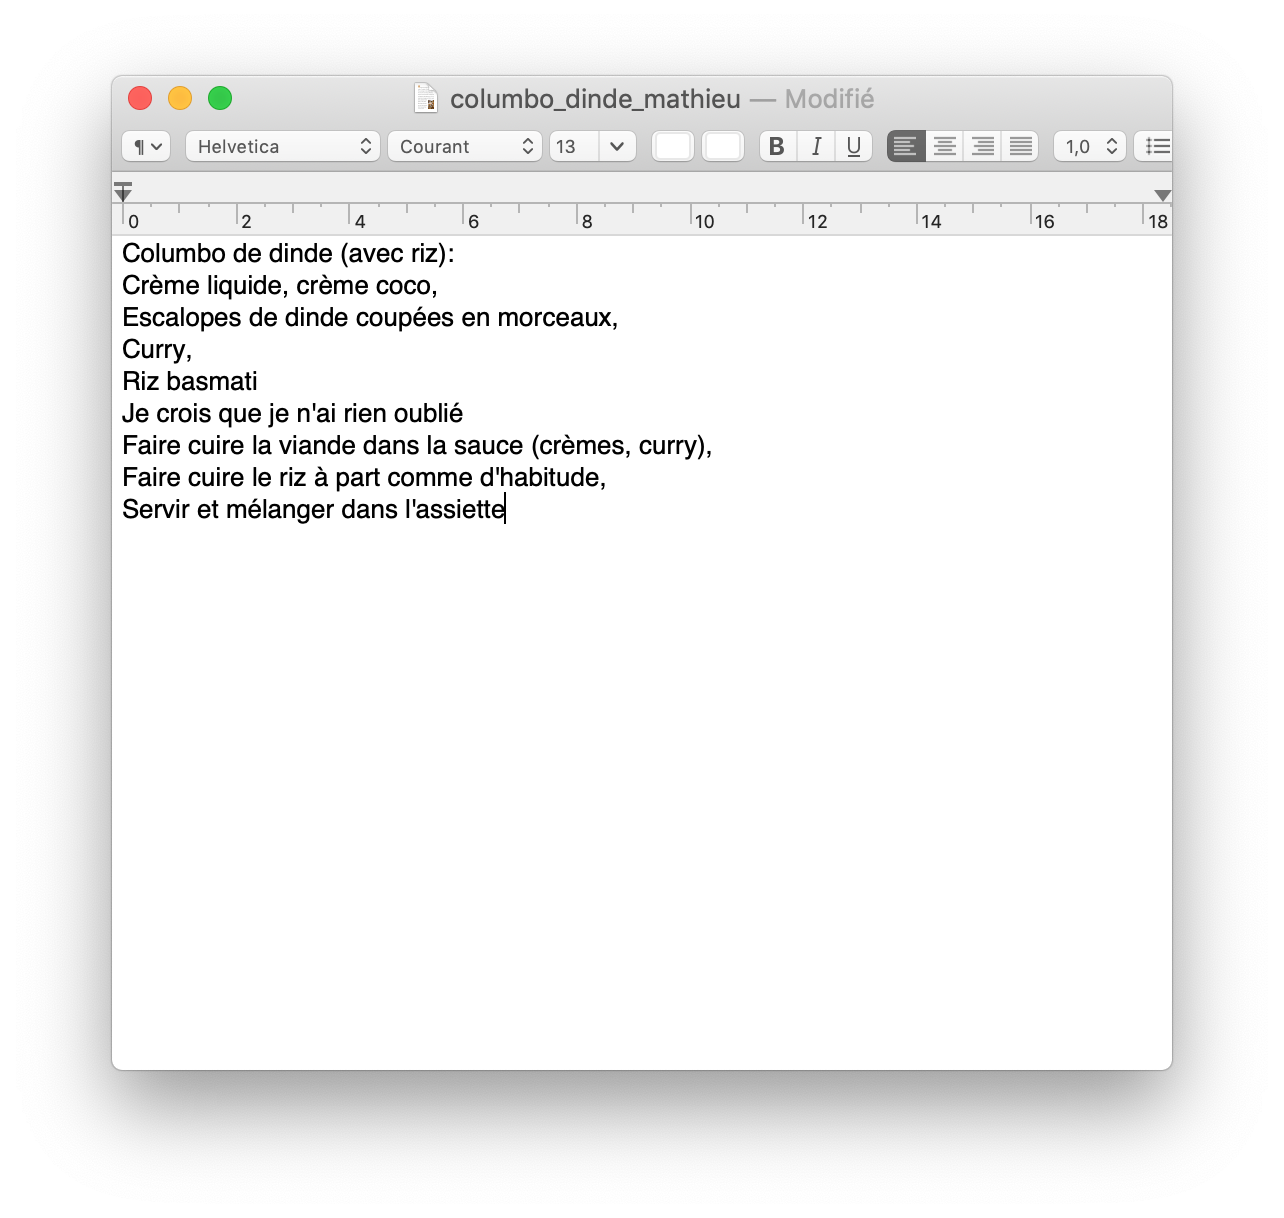 columbo_dinde_mathieu — Modifié
¶ Helvetica Courant 13 B I U 1,0
0 2 4 6 8 10 12 14 16 18
Columbo de dinde (avec riz):
Crème liquide, crème coco,
Escalopes de dinde coupées en morceaux,
Curry,
Riz basmati
Je crois que je n'ai rien oublié
Faire cuire la viande dans la sauce (crèmes, curry),
Faire cuire le riz à part comme d'habitude,
Servir et mélanger dans l'assiette